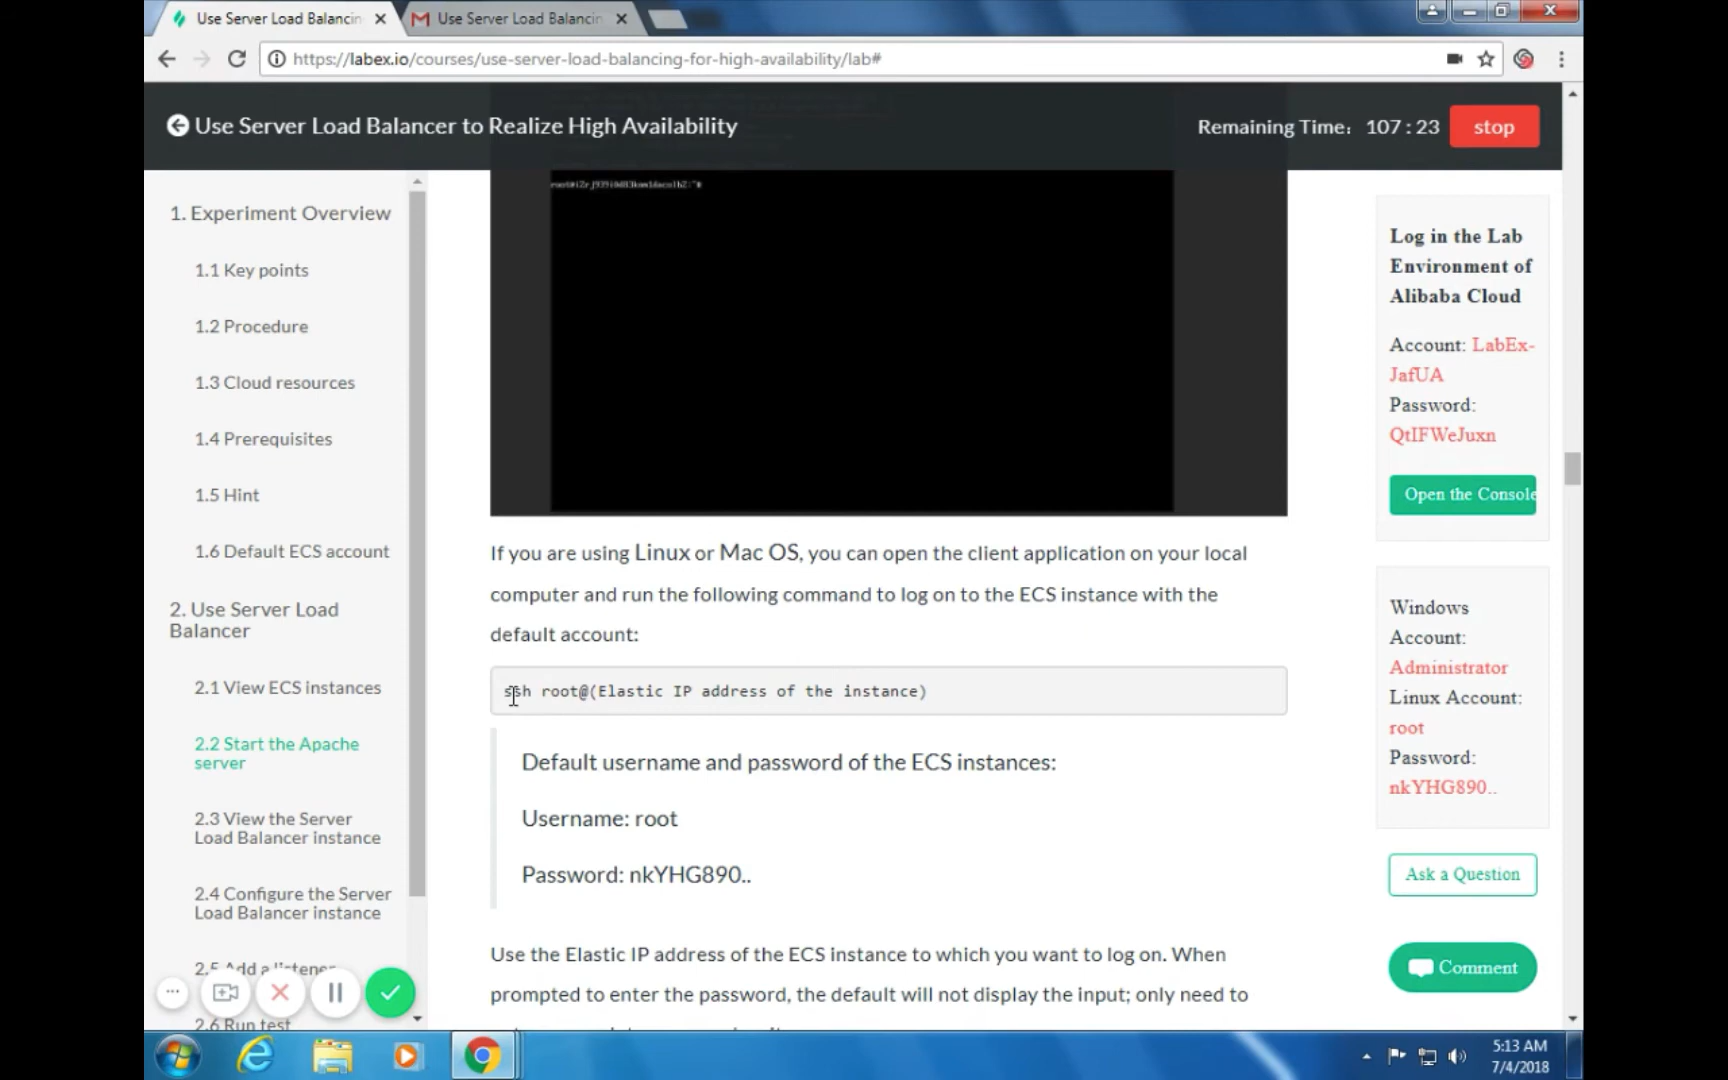 Use Server Load Balancin
Use Server Load Balancin
https://labex.io/courses/use-server-load-balancing-for-high-availability/lab#
Use Server Load Balancer to Realize High Availability
Remaining Time: 107 : 23
stop
1. Experiment Overview
1.1 Key points
1.2 Procedure
1.3 Cloud resources
1.4 Prerequisites
1.5 Hint
1.6 Default ECS account
2. Use Server Load
Balancer
2.1 View ECS instances
2.2 Start the Apache
server
2.3 View the Server
Load Balancer instance
2.4 Configure the Server
Load Balancer instance
2.5 Add a listener
2.6 Run test
If you are using Linux or Mac OS, you can open the client application on your local
computer and run the following command to log on to the ECS instance with the
default account:
ssh root@(Elastic IP address of the instance)
Default username and password of the ECS instances:
Username: root
Password: nkYHG890..
Use the Elastic IP address of the ECS instance to which you want to log on. When
prompted to enter the password, the default will not display the input; only need to
Log in the Lab
Environment of
Alibaba Cloud
Account: LabEx-
JafUA
Password:
QtIFWeJuxn
Open the Console
Windows
Account:
Administrator
Linux Account:
root
Password:
nkYHG890..
Ask a Question
Comment
5:13 AM
7/4/2018